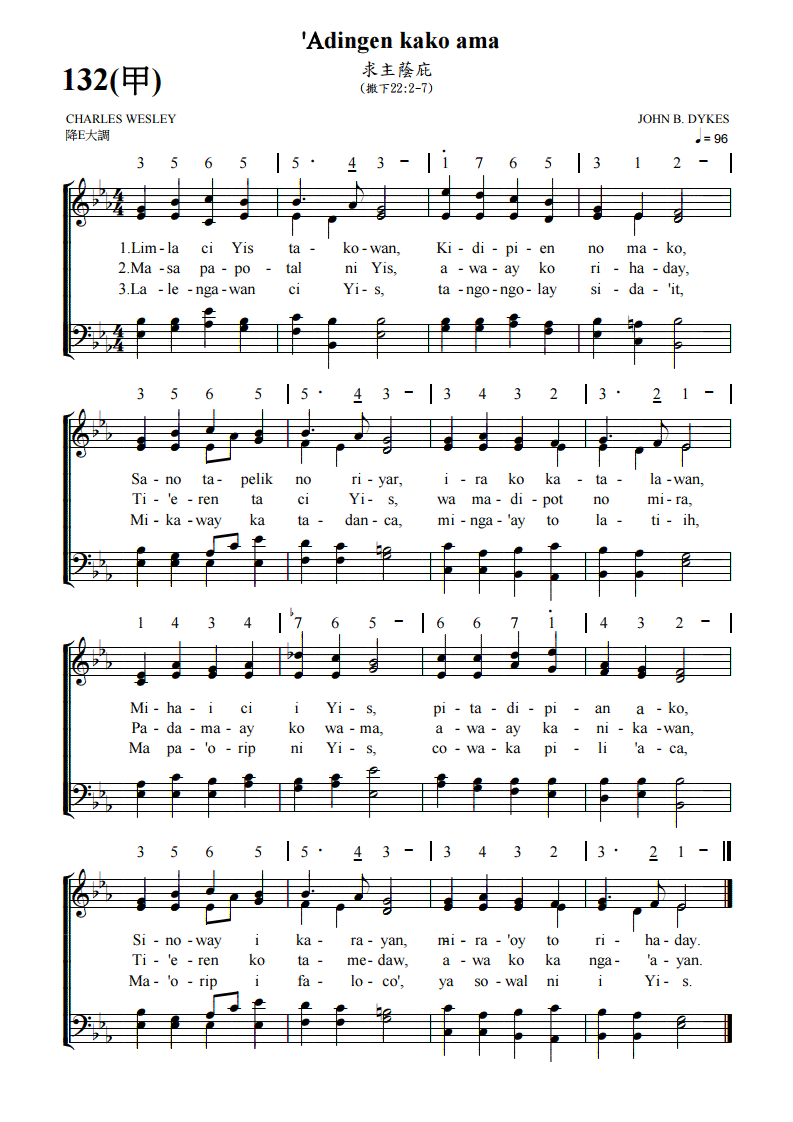 'Adingen kako ama
132(甲)
求主蔭庇
(撒下22:2-7)
CHARLES WESLEY
JOHN B. DYKES
降E大調
♩= 96
3 5 6 5 | 5 · 4 3 – | 1 7 6 5 | 3 1 2 – |
1.Lim-la ci Yis ta-ko-wan, Ki-di-pi-en no ma-ko,
2.Ma-sa pa-po-tal ni Yis, a-wa-ay ko ri-ha-day,
3.La-le-nga-wan ci Yi-s, ta-ngo-ngo-lay si-da-'it,
3 5 6 5 | 5 · 4 3 – | 3 4 3 2 | 3 · 2 1 – |
Sa-no ta-pelik no ri-yar, i-ra ko ka-ta-la-wan,
Ti-'e-ren ta ci Yi-s, wa ma-di-pot no mi-ra,
Mi-ka-way ka ta-dan-ca, mi-nga-'ay to la-ti-ih,
1 4 3 4 | ♭7 6 5 – | 6 6 7 1 | 4 3 2 – |
Mi-ha-i ci i Yi-s, pi-ta-di-pi-an a-ko,
Pa-da-ma-ay ko wa-ma, a-wa-ay ka-ni-ka-wan,
Ma pa-'o-rip ni Yi-s, co-wa-ka pi-li 'a-ca,
3 5 6 5 | 5 · 4 3 – | 3 4 3 2 | 3 · 2 1 –
Si-no-way i ka-ra-yan, mi-ra-'oy to ri-ha-day.
Ti-'e-ren ko ta-me-daw, a-wa ko ka nga-'a-yan.
Ma-'o-rip i fa-lo-co', ya so-wal ni i Yi-s.